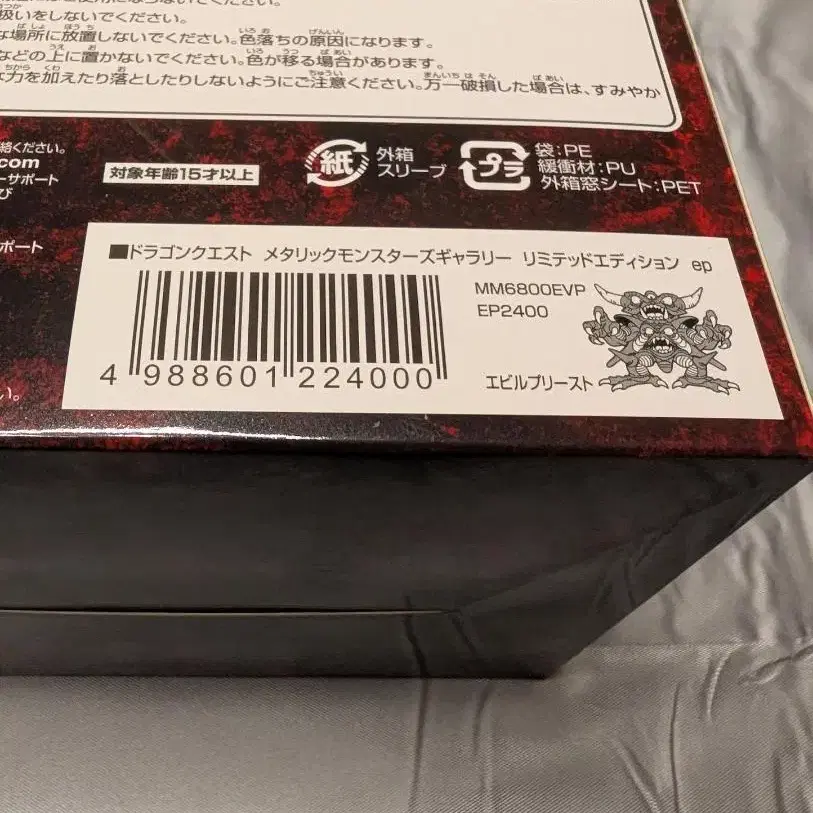 扱いをしないでください。
な場所に放置しないでください。色落ちの原因になります。
などの上に置かないでください。色が移る場合があります。
な力を加えたり落としたりしないようにご注意ください。万一破損した場合は、すみやか
絡ください。
.com
ーサポート
び
ポート
対象年齢15才以上
紙
外箱
スリーブ
プラ
袋:PE
緩衝材:PU
外箱窓シート:PET
■ドラゴンクエスト メタリックモンスターズギャラリー リミテッドエディション ep
MM6800EVP
EP2400
エビルプリースト
4 988601 224000
い。